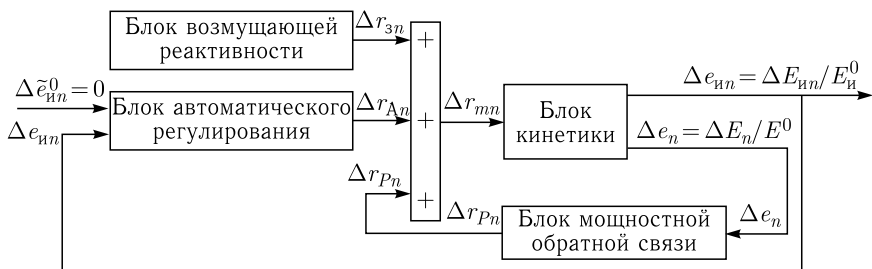 Блок возмущающей
реактивности
Δr_зn
+
Δẽ⁰_иn = 0
Δe_иn
Блок автоматического
регулирования
Δr_Аn
+
Δr_mn
Блок
кинетики
Δe_иn = ΔE_иn/E⁰_и
Δe_n = ΔE_n/E⁰
Δr_Pn
+
Δr_Pn
Блок мощностной
обратной связи
Δe_n